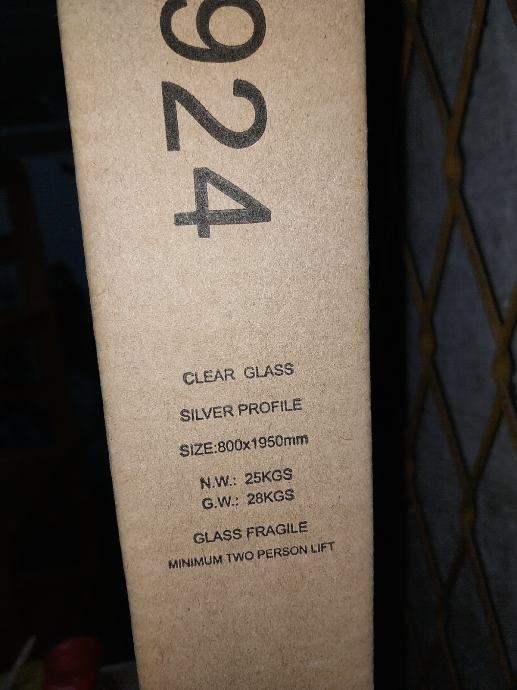 924
CLEAR GLASS
SILVER PROFILE
SIZE:800x1950mm
N.W.: 25KGS
G.W.: 28KGS
GLASS FRAGILE
MINIMUM TWO PERSON LIFT